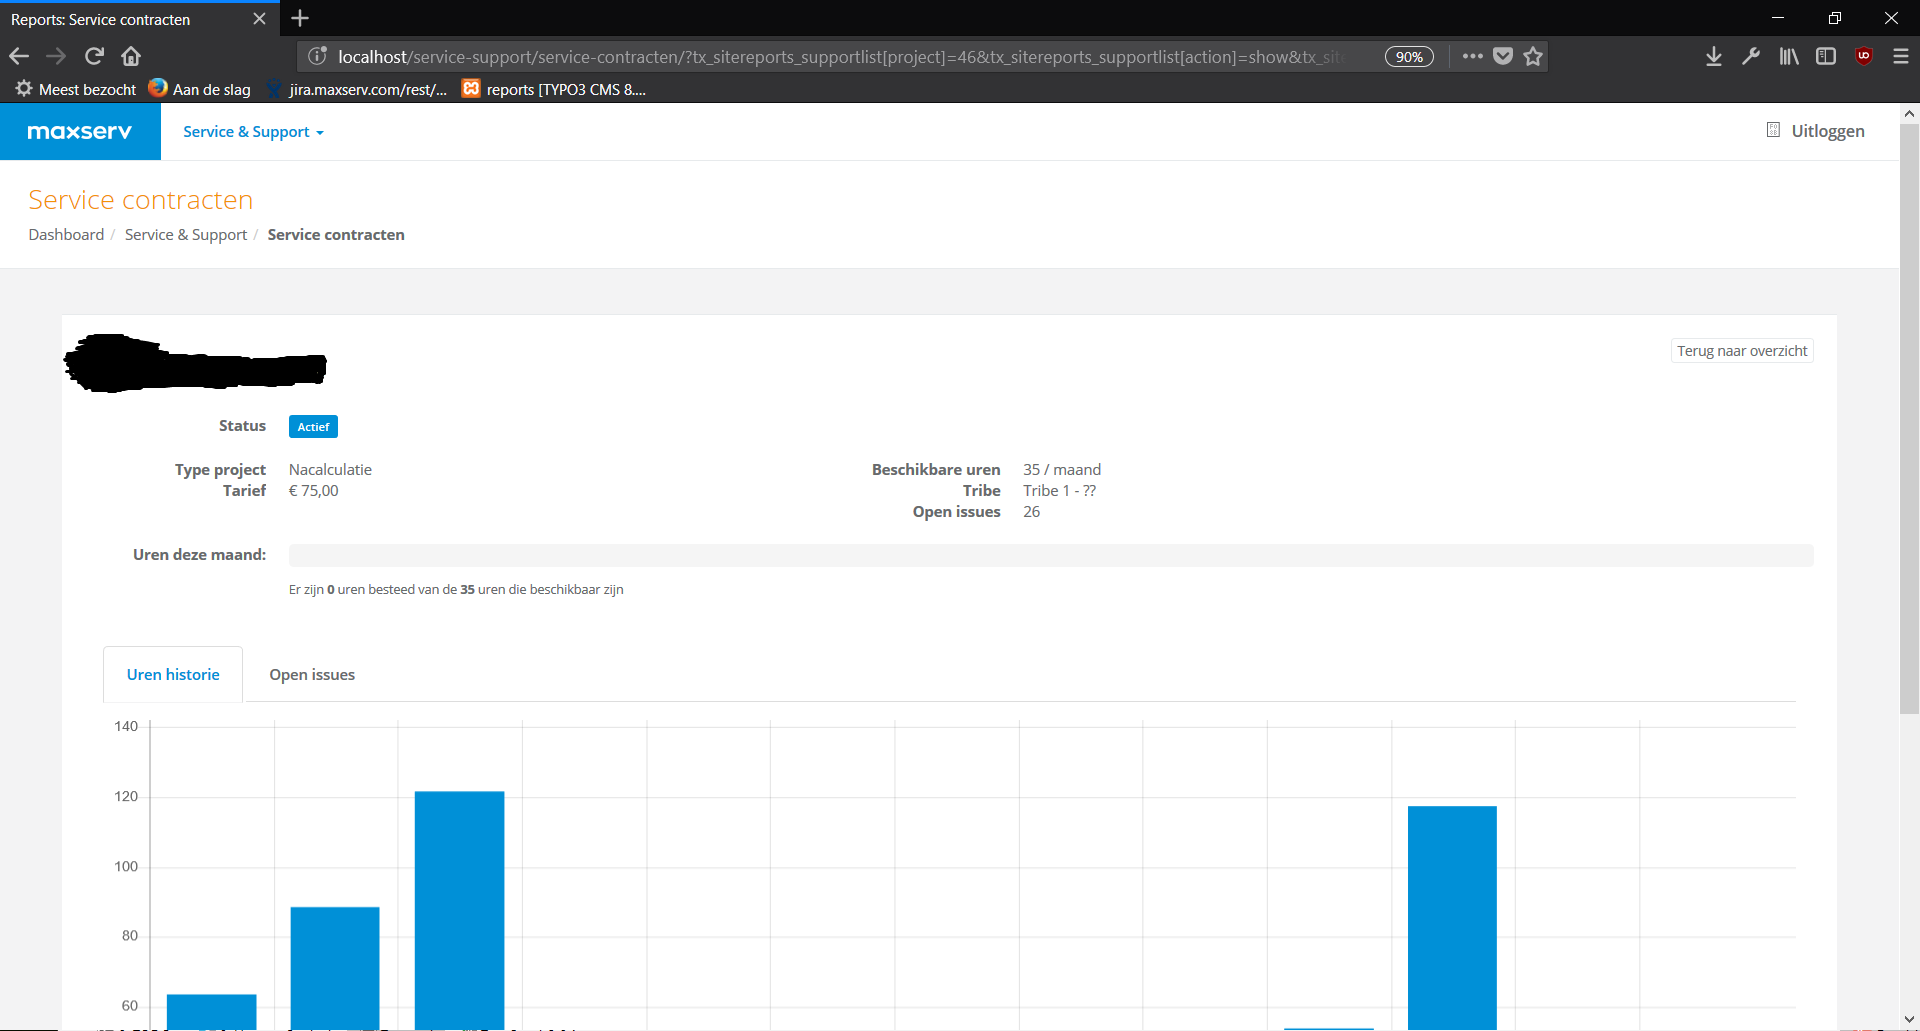 Reports: Service contracten
localhost/service-support/service-contracten/?tx_sitereports_supportlist[project]=46&tx_sitereports_supportlist[action]=show&tx_sit
90%
Meest bezocht Aan de slag jira.maxserv.com/rest/... reports [TYPO3 CMS 8....
maxserv Service & Support Uitloggen
Service contracten
Dashboard / Service & Support / Service contracten
Terug naar overzicht
Status Actief
Type project Nacalculatie Beschikbare uren 35 / maand
Tarief € 75,00 Tribe Tribe 1 - ??
Open issues 26
Uren deze maand:
Er zijn 0 uren besteed van de 35 uren die beschikbaar zijn
Uren historie Open issues
140
120
100
80
60